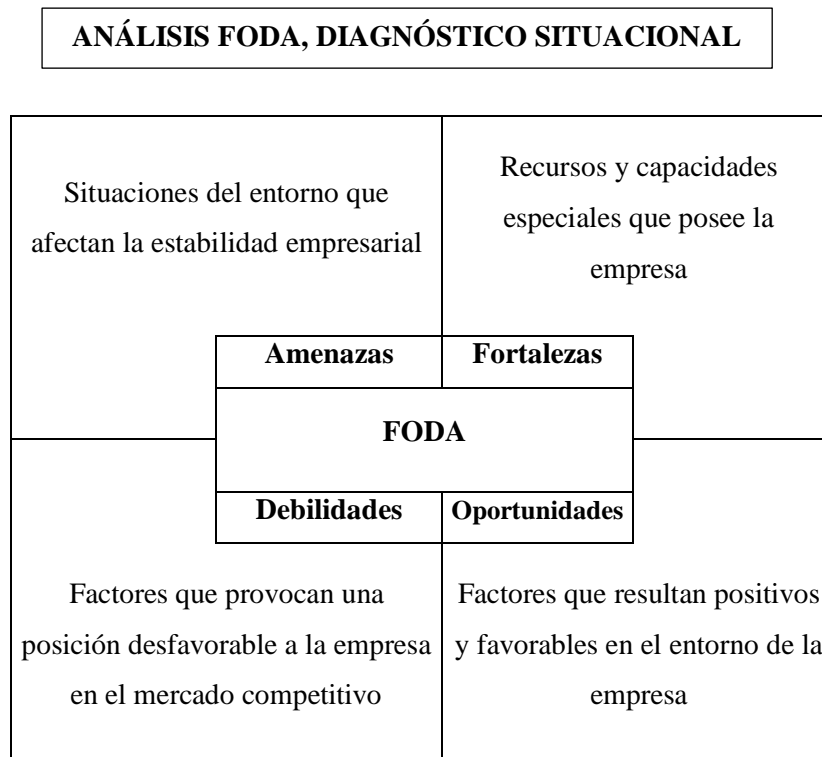 ANÁLISIS FODA, DIAGNÓSTICO SITUACIONAL
Situaciones del entorno que
afectan la estabilidad empresarial
Recursos y capacidades
especiales que posee la
empresa
Amenazas
Fortalezas
FODA
Debilidades
Oportunidades
Factores que provocan una
posición desfavorable a la empresa
en el mercado competitivo
Factores que resultan positivos
y favorables en el entorno de la
empresa